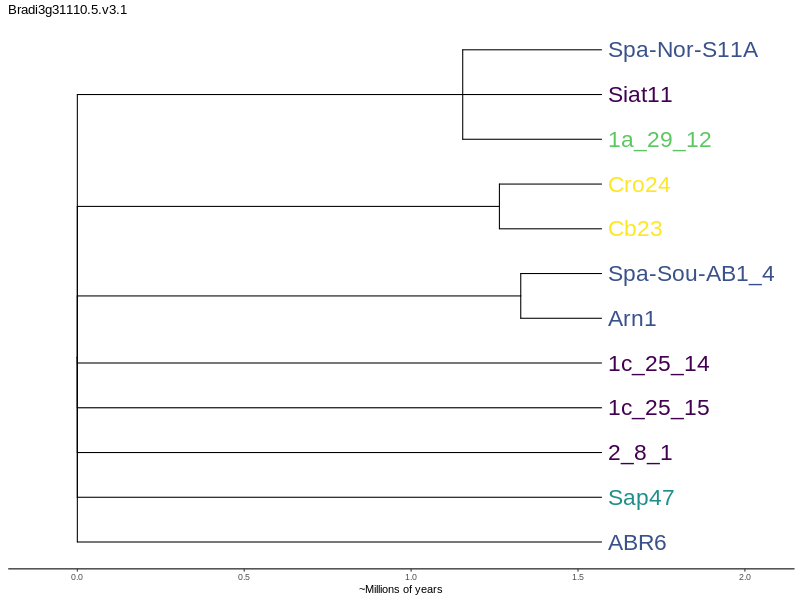 Bradi3g31110.5.v3.1
Spa-Nor-S11A
Siat11
1a_29_12
Cro24
Cb23
Spa-Sou-AB1_4
Arn1
1c_25_14
1c_25_15
2_8_1
Sap47
ABR6
0.0 0.5 1.0 1.5 2.0
~Millions of years